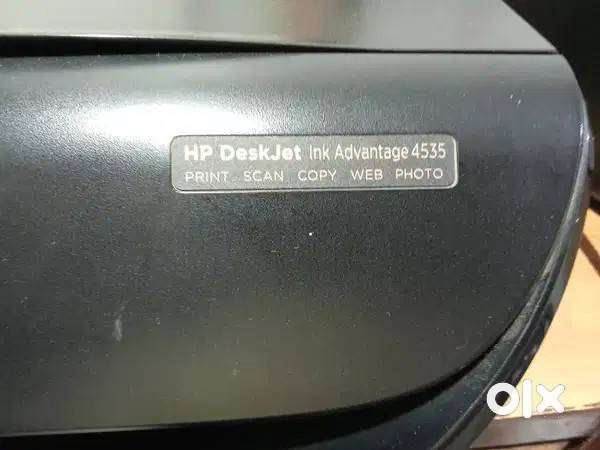 HP DeskJet Ink Advantage 4535
PRINT SCAN COPY WEB PHOTO
olx